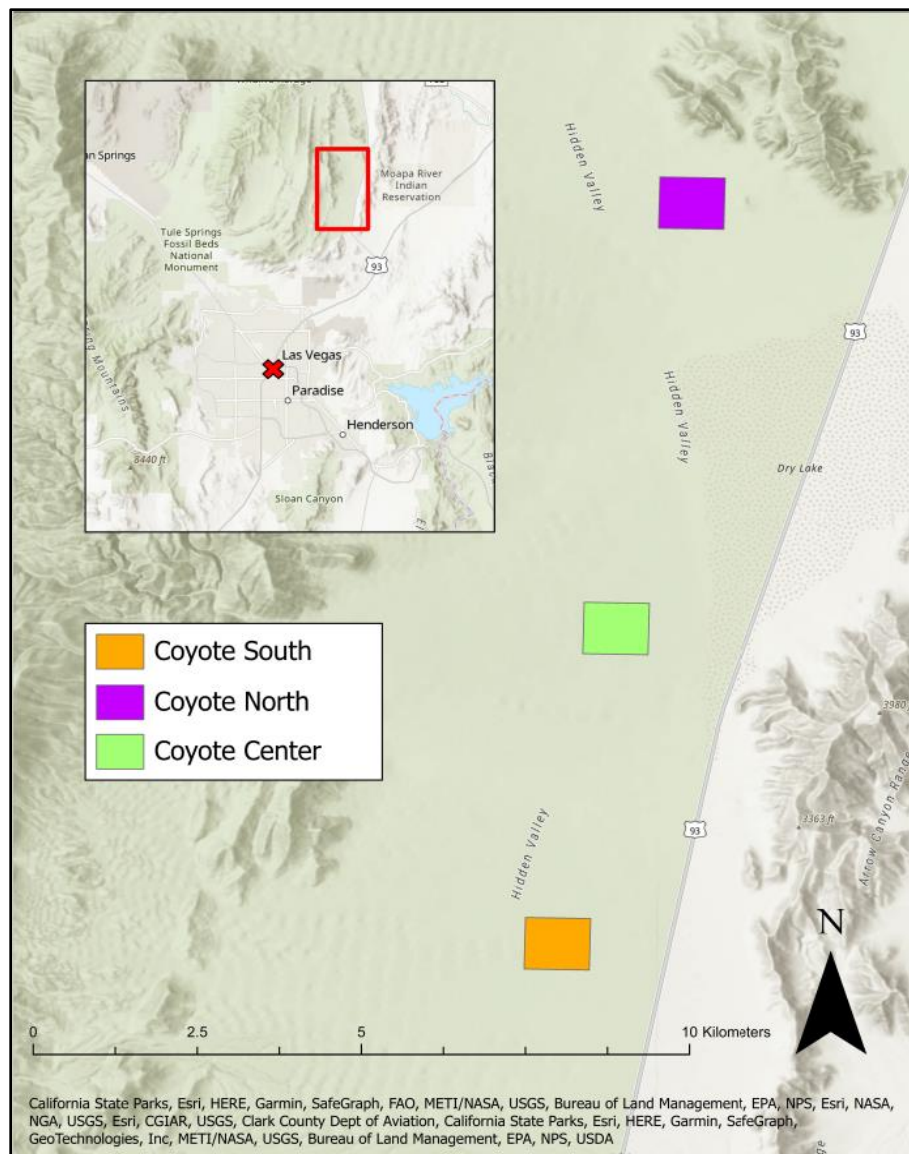 an Springs
Moapa River
Indian
Reservation
Tule Springs
Fossil Beds
National
Monument
93
Las Vegas
Paradise
Henderson
8440 ft
Sloan Canyon
Hidden Valley
93
Hidden Valley
Dry Lake
Coyote South
Coyote North
Coyote Center
3980
3363 ft
Arrow Canyon Range
Hidden Valley
93
N
0 2.5 5 10 Kilometers
California State Parks, Esri, HERE, Garmin, SafeGraph, FAO, METI/NASA, USGS, Bureau of Land Management, EPA, NPS, Esri, NASA,
NGA, USGS, Esri, CGIAR, USGS, Clark County Dept of Aviation, California State Parks, Esri, HERE, Garmin, SafeGraph,
GeoTechnologies, Inc, METI/NASA, USGS, Bureau of Land Management, EPA, NPS, USDA